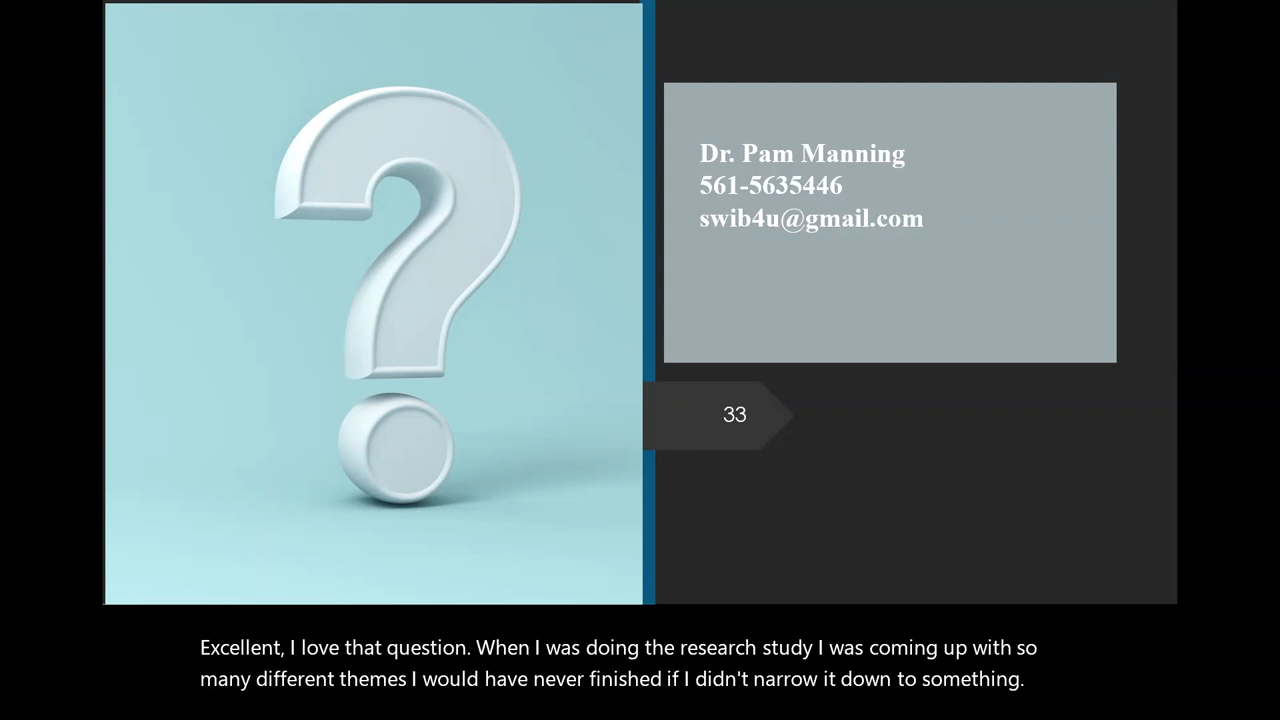 Dr. Pam Manning
561-5635446
swib4u@gmail.com
33
Excellent, I love that question. When I was doing the research study I was coming up with so
many different themes I would have never finished if I didn't narrow it down to something.